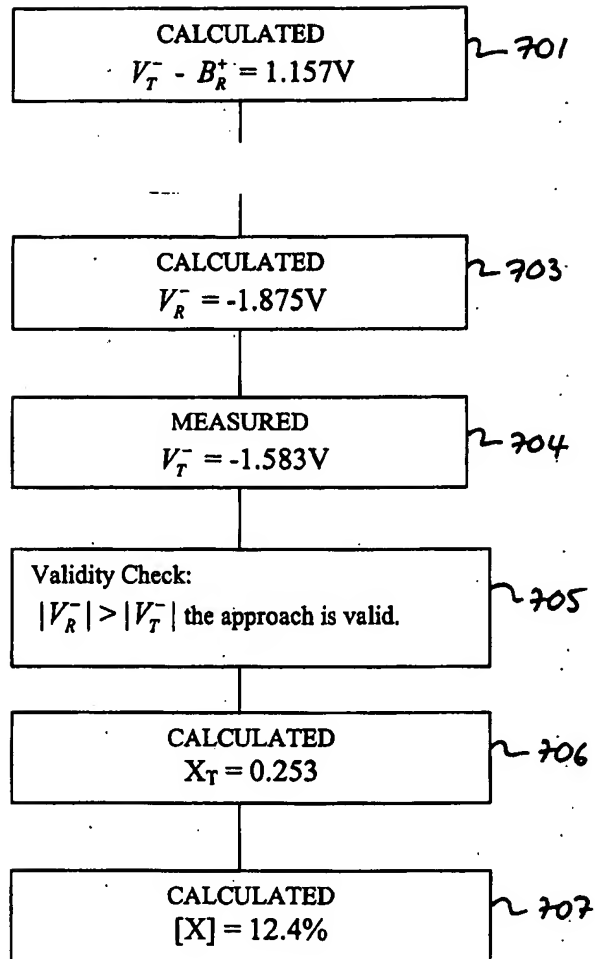 CALCULATED
V_T^- - B_R^+ = 1.157V
701
CALCULATED
V_R^- = -1.875V
703
MEASURED
V_T^- = -1.583V
704
Validity Check:
|V_R^-| > |V_T^-| the approach is valid.
705
CALCULATED
X_T = 0.253
706
CALCULATED
[X] = 12.4%
707